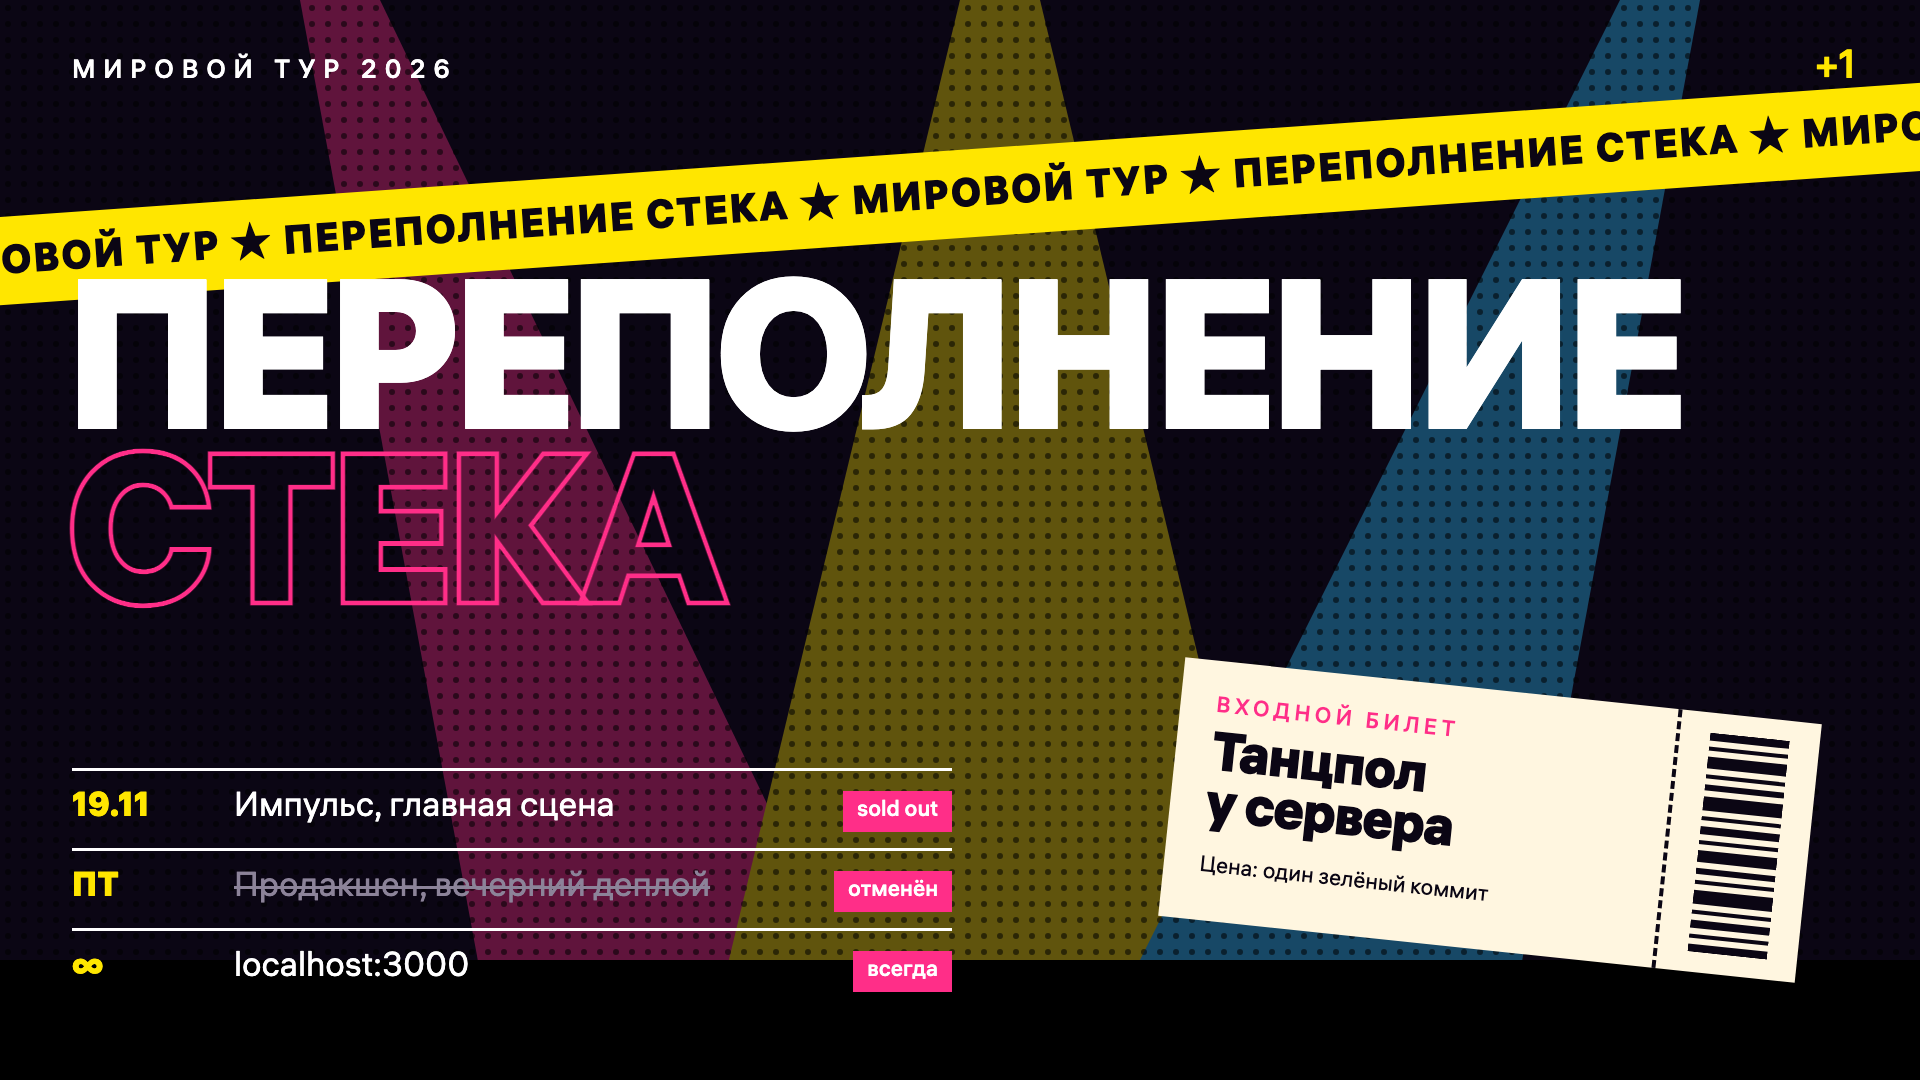 МИРОВОЙ ТУР 2026
+1
ОВОЙ ТУР ★ ПЕРЕПОЛНЕНИЕ СТЕКА ★ МИРОВОЙ ТУР ★ ПЕРЕПОЛНЕНИЕ СТЕКА ★ МИРО
ПЕРЕПОЛНЕНИЕ
СТЕКА
19.11 Импульс, главная сцена sold out
ПТ Продакшен, вечерний деплой отменён
∞ localhost:3000 всегда
ВХОДНОЙ БИЛЕТ
Танцпол
у сервера
Цена: один зелёный коммит